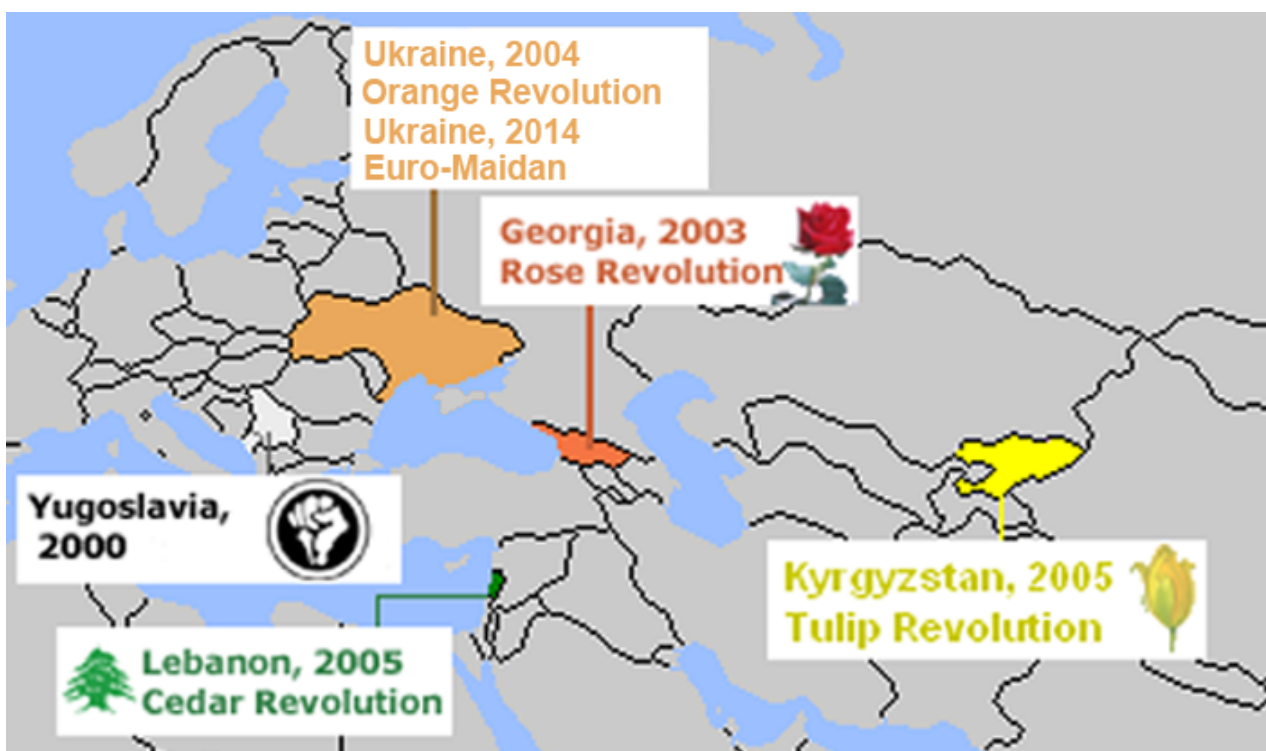 Ukraine, 2004
Orange Revolution
Ukraine, 2014
Euro-Maidan
Georgia, 2003
Rose Revolution
Yugoslavia,
2000
Kyrgyzstan, 2005
Tulip Revolution
Lebanon, 2005
Cedar Revolution